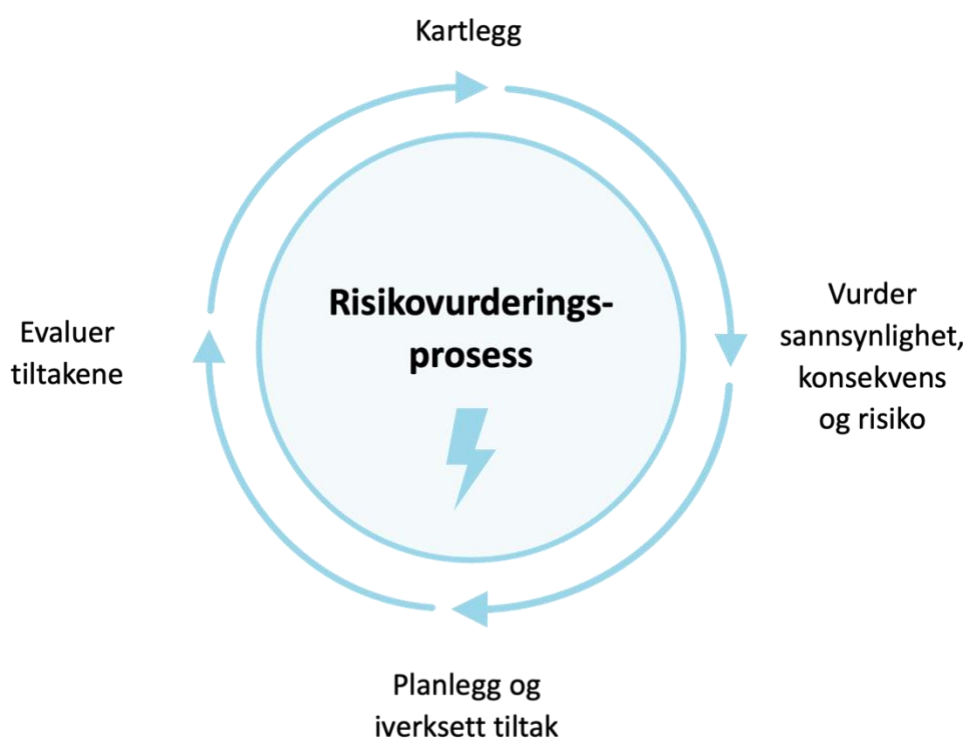 Kartlegg
Risikovurderings-
prosess
Vurder
sannsynlighet,
konsekvens
og risiko
Planlegg og
iverksett tiltak
Evaluer
tiltakene